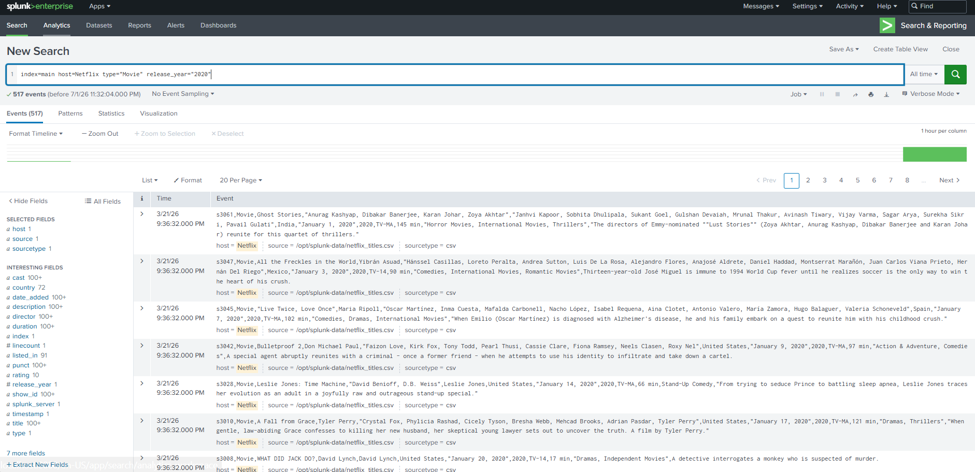 splunk>enterprise Apps Messages Settings Activity Help Find
Search Analytics Datasets Reports Alerts Dashboards Search & Reporting
New Search Save As Create Table View Close
1 index=main host=Netflix type="Movie" release_year="2020" All time
517 events (before 7/1/26 11:32:04.000 PM) No Event Sampling Job Verbose Mode
Events (517) Patterns Statistics Visualization
Format Timeline — Zoom Out + Zoom to Selection × Deselect 1 hour per column
List Format 20 Per Page < Prev 1 2 3 4 5 6 7 8 ... Next >
< Hide Fields All Fields
SELECTED FIELDS
a host 1
a source 1
a sourcetype 1
INTERESTING FIELDS
a cast 100+
a country 72
a date_added 100+
a description 100+
a director 100+
a duration 100+
a index 1
# linecount 1
a listed_in 91
a punct 100+
a rating 10
# release_year 1
a show_id 100+
a splunk_server 1
a timestamp 1
a title 100+
a type 1
7 more fields
+ Extract New Fields
i Time Event
3/21/26
9:36:32.000 PM
s3061,Movie,Ghost Stories,"Anurag Kashyap, Dibakar Banerjee, Karan Johar, Zoya Akhtar","Janhvi Kapoor, Sobhita Dhulipala, Sukant Goel, Gulshan Devaiah, Mrunal Thakur, Avinash Tiwary, Vijay Varma, Sagar Arya, Surekha Sikr
i, Pavail Gulati",India,"January 1, 2020",2020,TV-MA,145 min,"Horror Movies, International Movies, Thrillers","The directors of Emmy-nominated ""Lust Stories"" (Zoya Akhtar, Anurag Kashyap, Dibakar Banerjee and Karan Johar
r) reunite for this quartet of thrillers."
host = Netflix source = /opt/splunk-data/netflix_titles.csv sourcetype = csv
3/21/26
9:36:32.000 PM
s3047,Movie,All the Freckles in the World,Yibrán Asuad,"Hánssel Casillas, Loreto Peralta, Andrea Sutton, Luis De La Rosa, Alejandro Flores, Anajosé Aldrete, Daniel Haddad, Montserrat Marañón, Juan Carlos Viana Prieto, Her
nán Del Riego",Mexico,"January 3, 2020",2020,TV-14,90 min,"Comedies, International Movies, Romantic Movies","Thirteen-year-old José Miguel is immune to 1994 World Cup fever until he realizes soccer is the only way to win t
he heart of his crush.
host = Netflix source = /opt/splunk-data/netflix_titles.csv sourcetype = csv
3/21/26
9:36:32.000 PM
s3045,Movie,"Live Twice, Love Once",Maria Ripoll,"Oscar Martínez, Inma Cuesta, Mafalda Carbonell, Nacho López, Isabel Requena, Aina Clotet, Antonio Valero, María Zamora, Hugo Balaguer, Valeria Schoneveld",Spain,"January
7, 2020",2020,TV-MA,102 min,"Comedies, Dramas, International Movies","When Emilio (Oscar Martínez) is diagnosed with Alzheimer's disease, he and his family embark on a quest to reunite him with his childhood crush."
host = Netflix source = /opt/splunk-data/netflix_titles.csv sourcetype = csv
3/21/26
9:36:32.000 PM
s3042,Movie,Bulletproof 2,Don Michael Paul,"Faizon Love, Kirk Fox, Tony Todd, Pearl Thusi, Cassie Clare, Fiona Ramsey, Neels Clasen, Roxy Nel",United States,"January 9, 2020",2020,TV-MA,97 min,"Action & Adventure, Comedie
s",A special agent abruptly reunites with a criminal – once a former friend – when he attempts to use his identity to infiltrate and take down a cartel.
host = Netflix source = /opt/splunk-data/netflix_titles.csv sourcetype = csv
3/21/26
9:36:32.000 PM
s3028,Movie,Leslie Jones: Time Machine,"David Benioff, D.B. Weiss",Leslie Jones,United States,"January 14, 2020",2020,TV-MA,66 min,Stand-Up Comedy,"From trying to seduce Prince to battling sleep apnea, Leslie Jones traces
her evolution as an adult in a joyfully raw and outrageous stand-up special."
host = Netflix source = /opt/splunk-data/netflix_titles.csv sourcetype = csv
3/21/26
9:36:32.000 PM
s3010,Movie,A Fall from Grace,Tyler Perry,"Crystal Fox, Phylicia Rashad, Cicely Tyson, Bresha Webb, Mehcad Brooks, Adrian Pasdar, Tyler Perry",United States,"January 17, 2020",2020,TV-MA,121 min,"Dramas, Thrillers","When
gentle, law-abiding Grace confesses to killing her new husband, her skeptical young lawyer sets out to uncover the truth. A film by Tyler Perry."
host = Netflix source = /opt/splunk-data/netflix_titles.csv sourcetype = csv
3/21/26
9:36:32.000 PM
s3008,Movie,WHAT DID JACK DO?,David Lynch,David Lynch,United States,"January 20, 2020",2020,TV-14,17 min,"Dramas, Independent Movies",A detective interrogates a monkey who is suspected of murder.
host = Netflix source = /opt/splunk-data/netflix_titles.csv sourcetype = csv